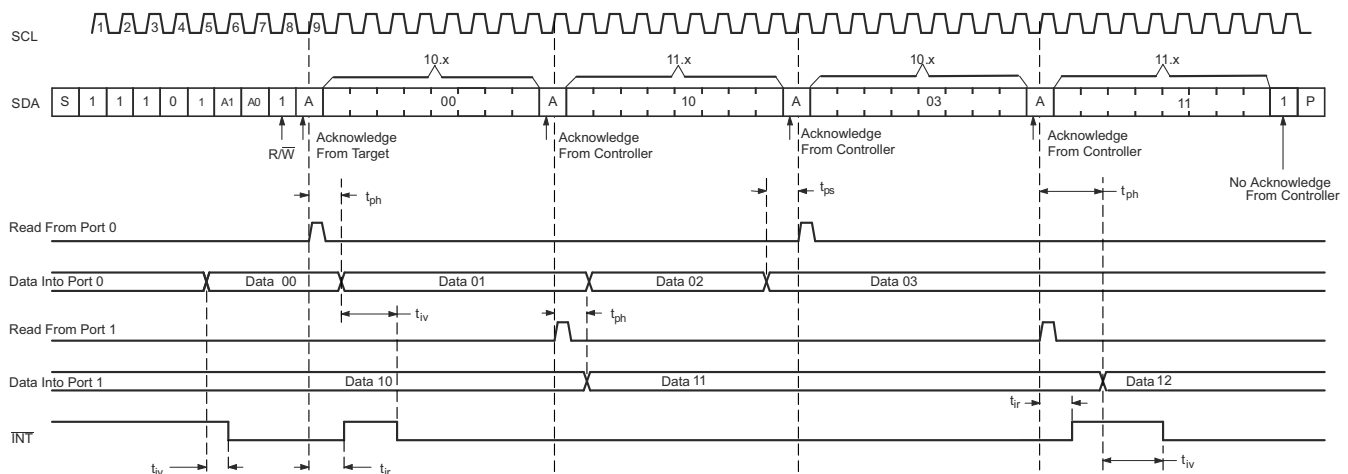 SCL
1 2 3 4 5 6 7 8 9
10.x 11.x 10.x 11.x
SDA S 1 1 1 0 1 A1 A0 1 A 00 A 10 A 03 A 11 1 P
R/W̅
Acknowledge
From Target
Acknowledge
From Controller
Acknowledge
From Controller
Acknowledge
From Controller
No Acknowledge
From Controller
tph tps tph
Read From Port 0
Data Into Port 0 Data 00 Data 01 Data 02 Data 03
tiv tph
Read From Port 1
Data Into Port 1 Data 10 Data 11 Data 12
tir
I̅N̅T̅
tiv tir tiv